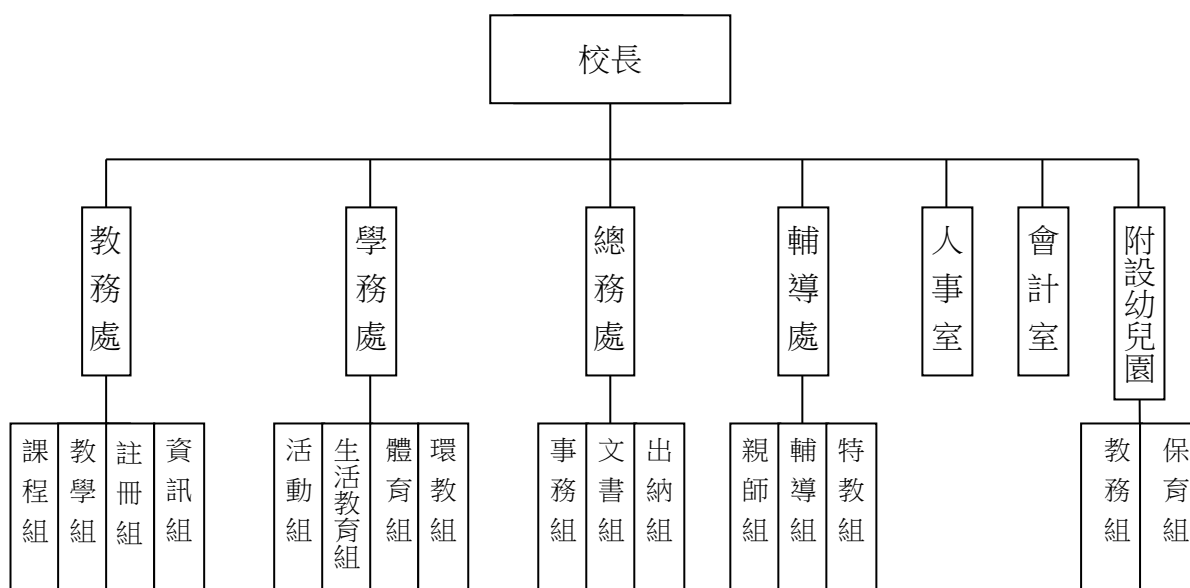 校長
教務處
學務處
總務處
輔導處
人事室
會計室
附設幼兒園
課程組
教學組
註冊組
資訊組
活動組
生活教育組
體育組
環教組
事務組
文書組
出納組
親師組
輔導組
特教組
教務組
保育組